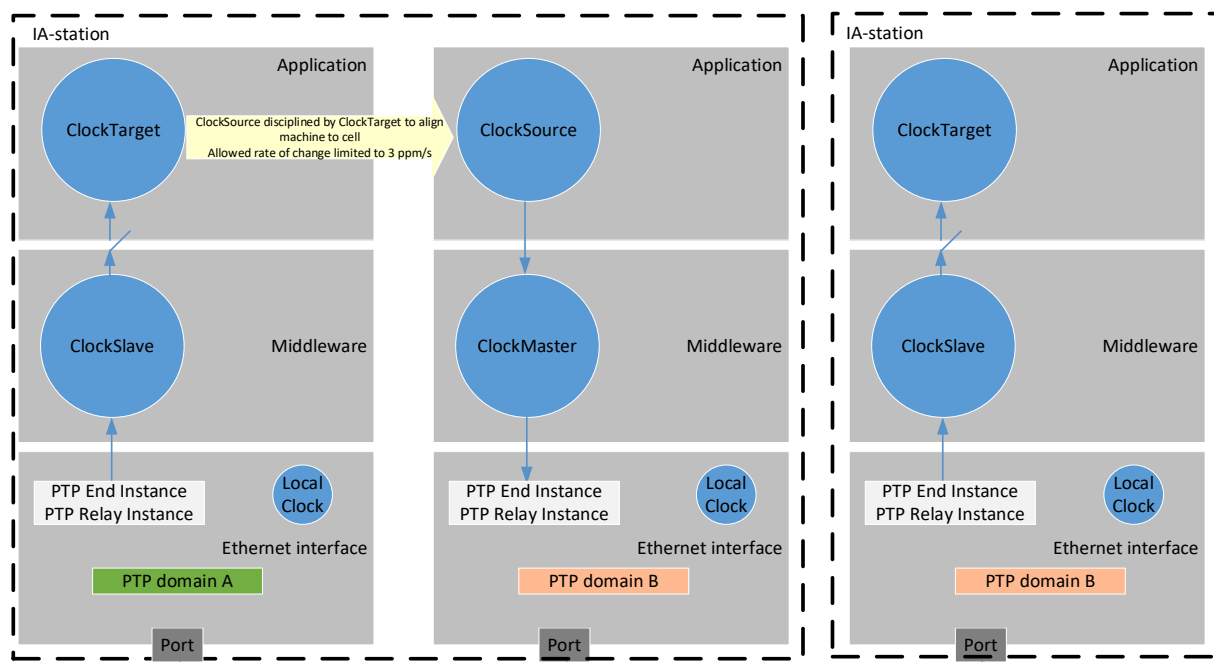 IA-station
Application
ClockTarget
ClockSource disciplined by ClockTarget to align
machine to cell
Allowed rate of change limited to 3 ppm/s
Application
ClockSource
ClockSlave
Middleware
ClockMaster
Middleware
PTP End Instance
PTP Relay Instance
Local
Clock
Ethernet interface
PTP domain A
Port
PTP End Instance
PTP Relay Instance
Local
Clock
Ethernet interface
PTP domain B
Port
IA-station
Application
ClockTarget
ClockSlave
Middleware
PTP End Instance
PTP Relay Instance
Local
Clock
Ethernet interface
PTP domain B
Port